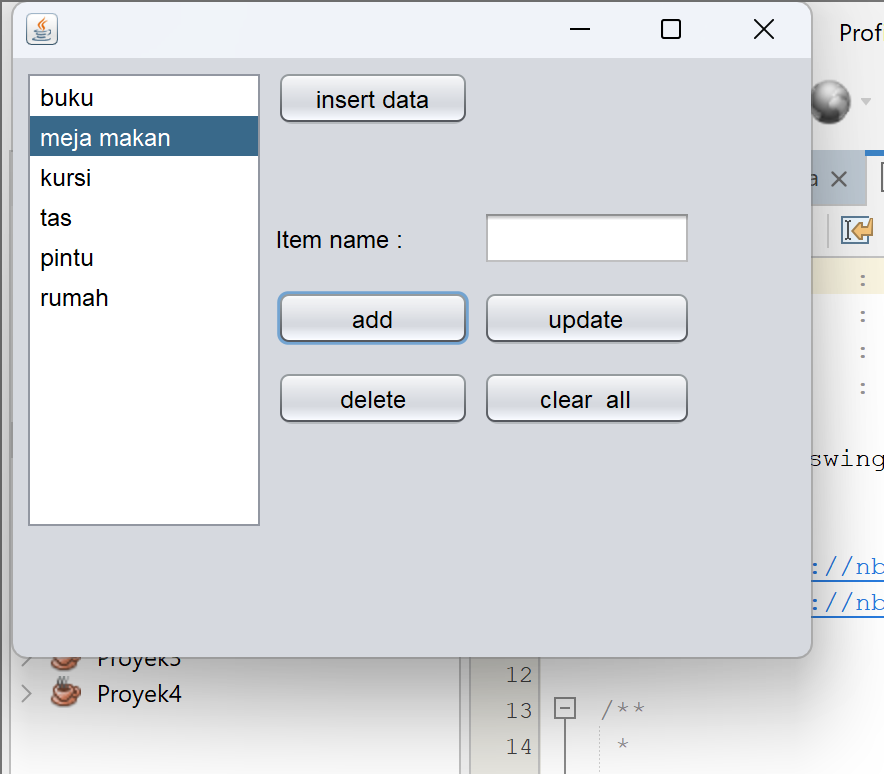 Prof
buku
insert data
meja makan
kursi
tas
Item name :
pintu
rumah
add
update
delete
clear all
swing
://nb
://nb
Proyek3
Proyek4
12
13
/**
14
*